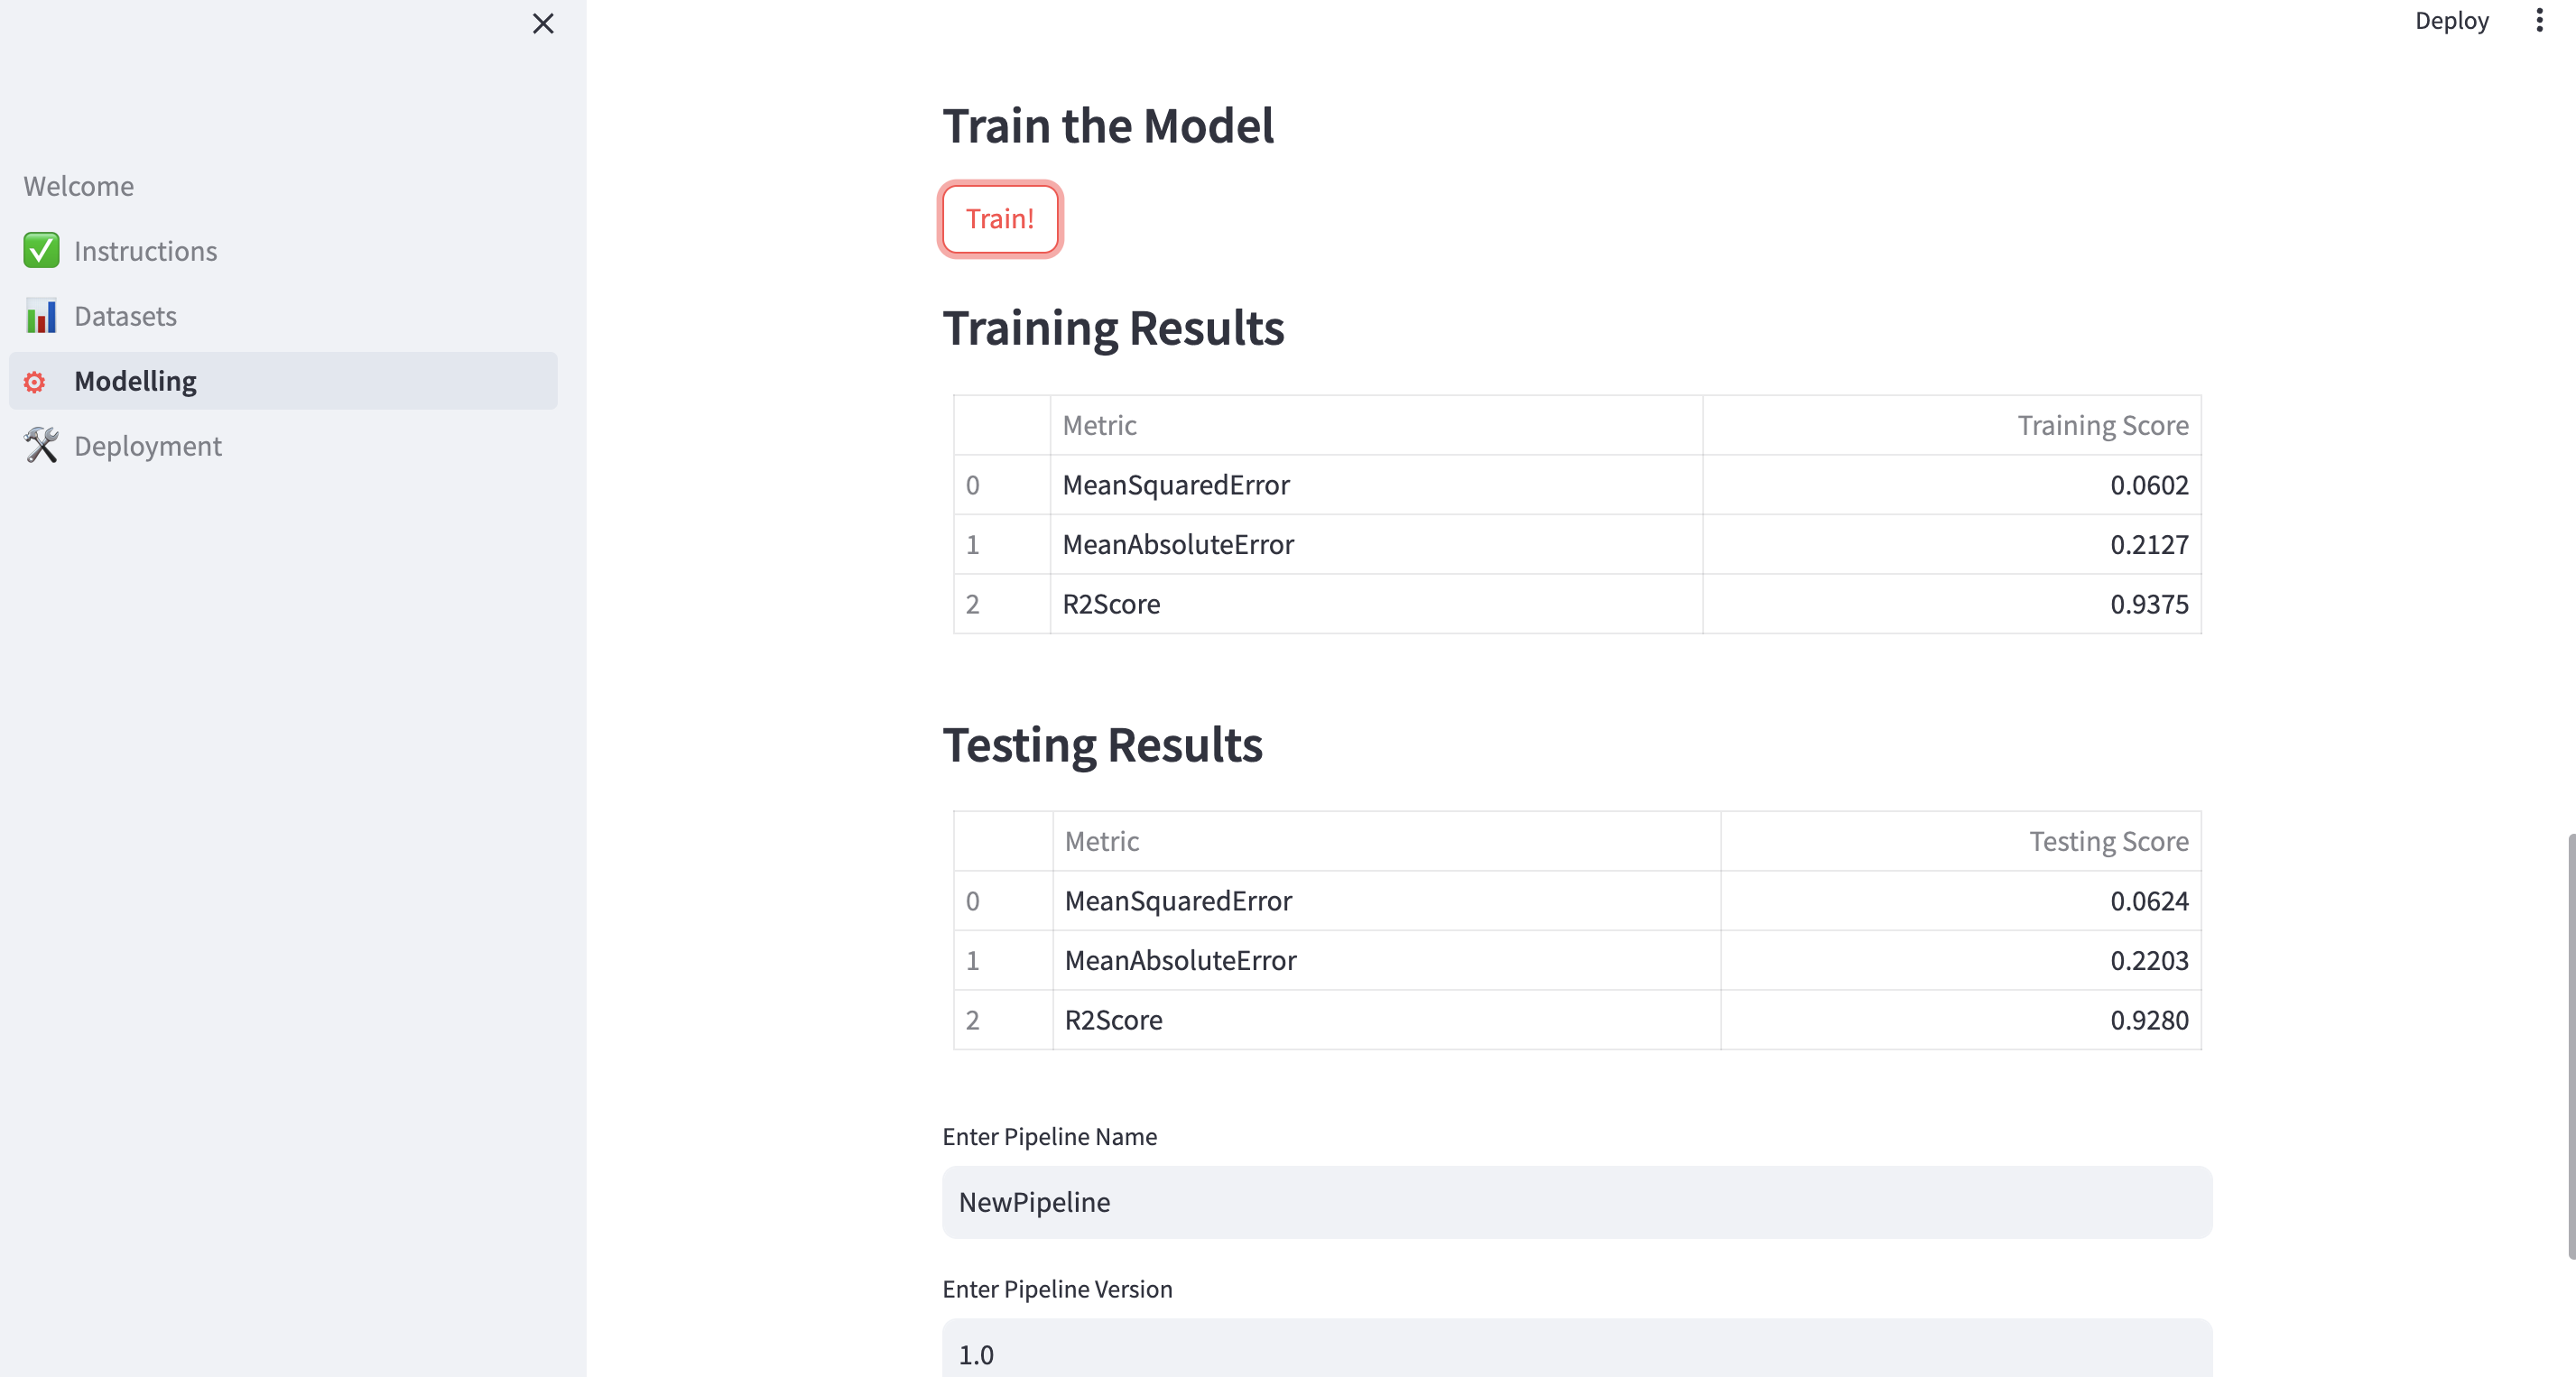 Deploy
Welcome
Instructions
Datasets
Modelling
Deployment
Train the Model
Train!
Training Results
Metric Training Score
0 MeanSquaredError 0.0602
1 MeanAbsoluteError 0.2127
2 R2Score 0.9375
Testing Results
Metric Testing Score
0 MeanSquaredError 0.0624
1 MeanAbsoluteError 0.2203
2 R2Score 0.9280
Enter Pipeline Name
NewPipeline
Enter Pipeline Version
1.0